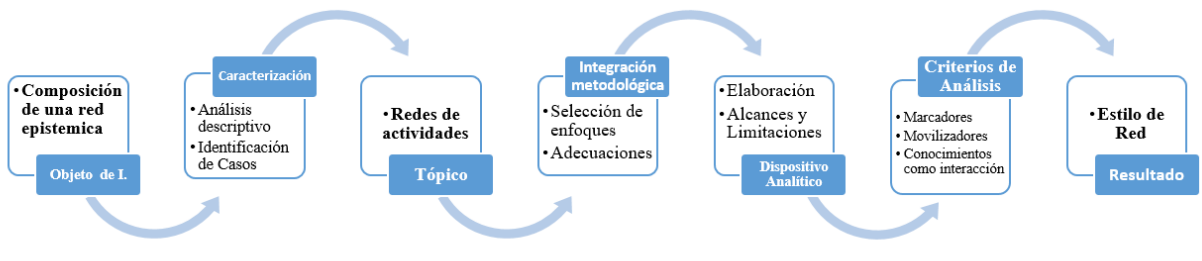 • Composición
de una red
epistemica
Objeto de I.
Caracterización
• Análisis
descriptivo
• Identificación
de Casos
• Redes de
actividades
Tópico
Integración
metodológica
• Selección de
enfoques
• Adecuaciones
• Elaboración
• Alcances y
Limitaciones
Dispositivo
Analítico
Criterios de
Análisis
• Marcadores
• Movilizadores
• Conocimientos
como interacción
• Estilo de
Red
Resultado